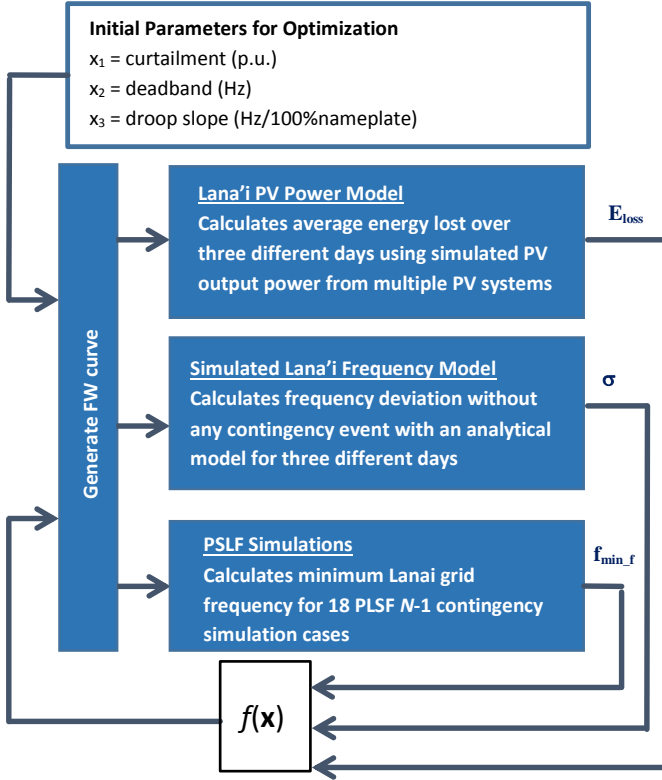 Initial Parameters for Optimization
x₁ = curtailment (p.u.)
x₂ = deadband (Hz)
x₃ = droop slope (Hz/100%nameplate)
Generate FW curve
Lana’i PV Power Model
Calculates average energy lost over
three different days using simulated PV
output power from multiple PV systems
E_loss
Simulated Lana’i Frequency Model
Calculates frequency deviation without
any contingency event with an analytical
model for three different days
σ
PSLF Simulations
Calculates minimum Lanai grid
frequency for 18 PLSF N-1 contingency
simulation cases
f_min_f
f(x)